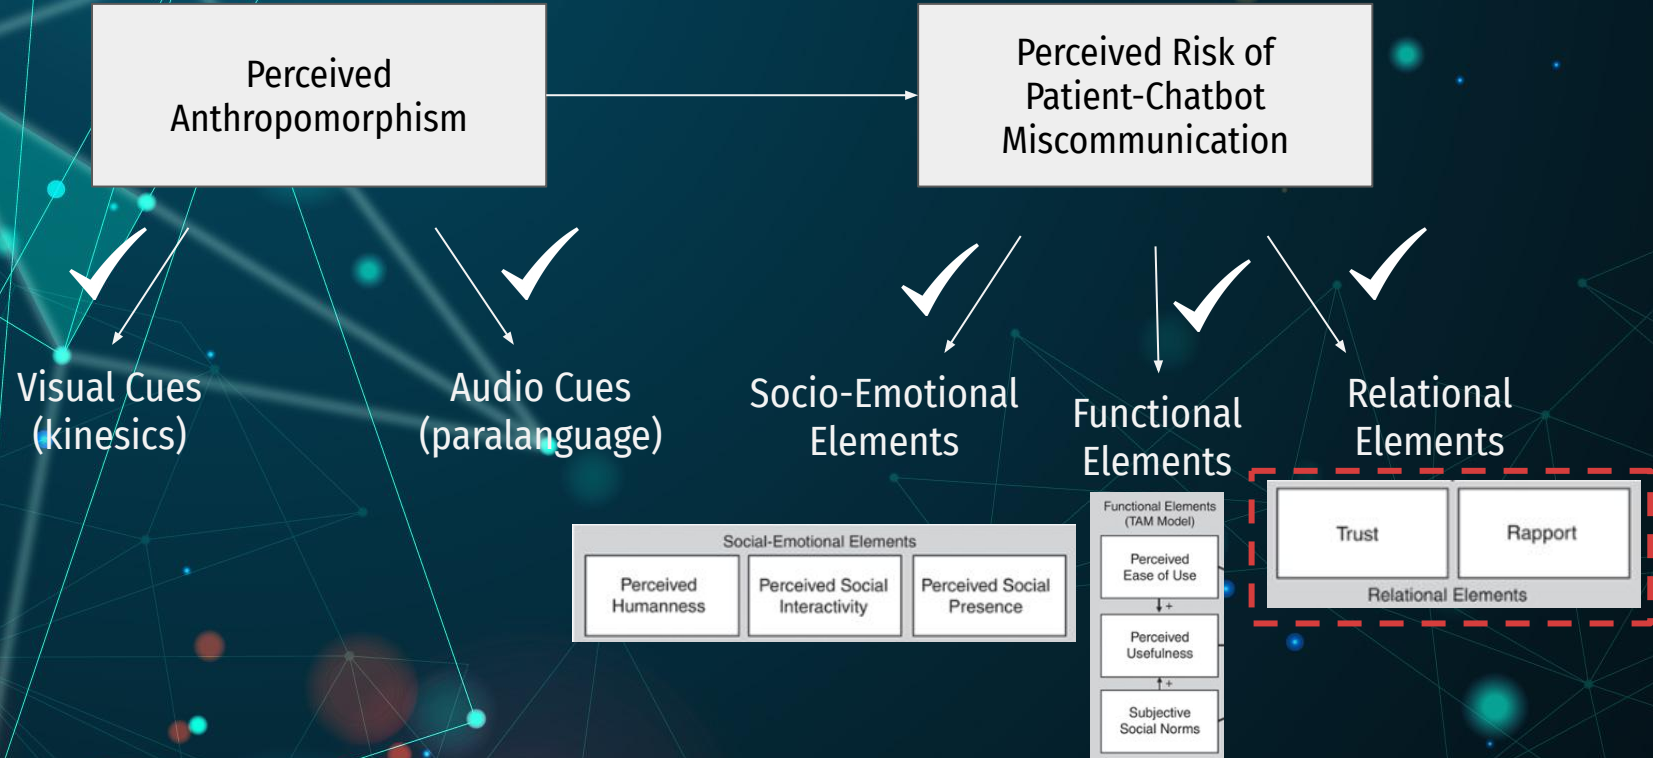 Perceived
Anthropomorphism
Perceived Risk of
Patient-Chatbot
Miscommunication
Visual Cues
(kinesics)
Audio Cues
(paralanguage)
Socio-Emotional
Elements
Functional
Elements
Relational
Elements
Social-Emotional Elements
Perceived
Humanness
Perceived Social
Interactivity
Perceived Social
Presence
Functional Elements
(TAM Model)
Perceived
Ease of Use
+
Perceived
Usefulness
+
Subjective
Social Norms
Trust
Rapport
Relational Elements